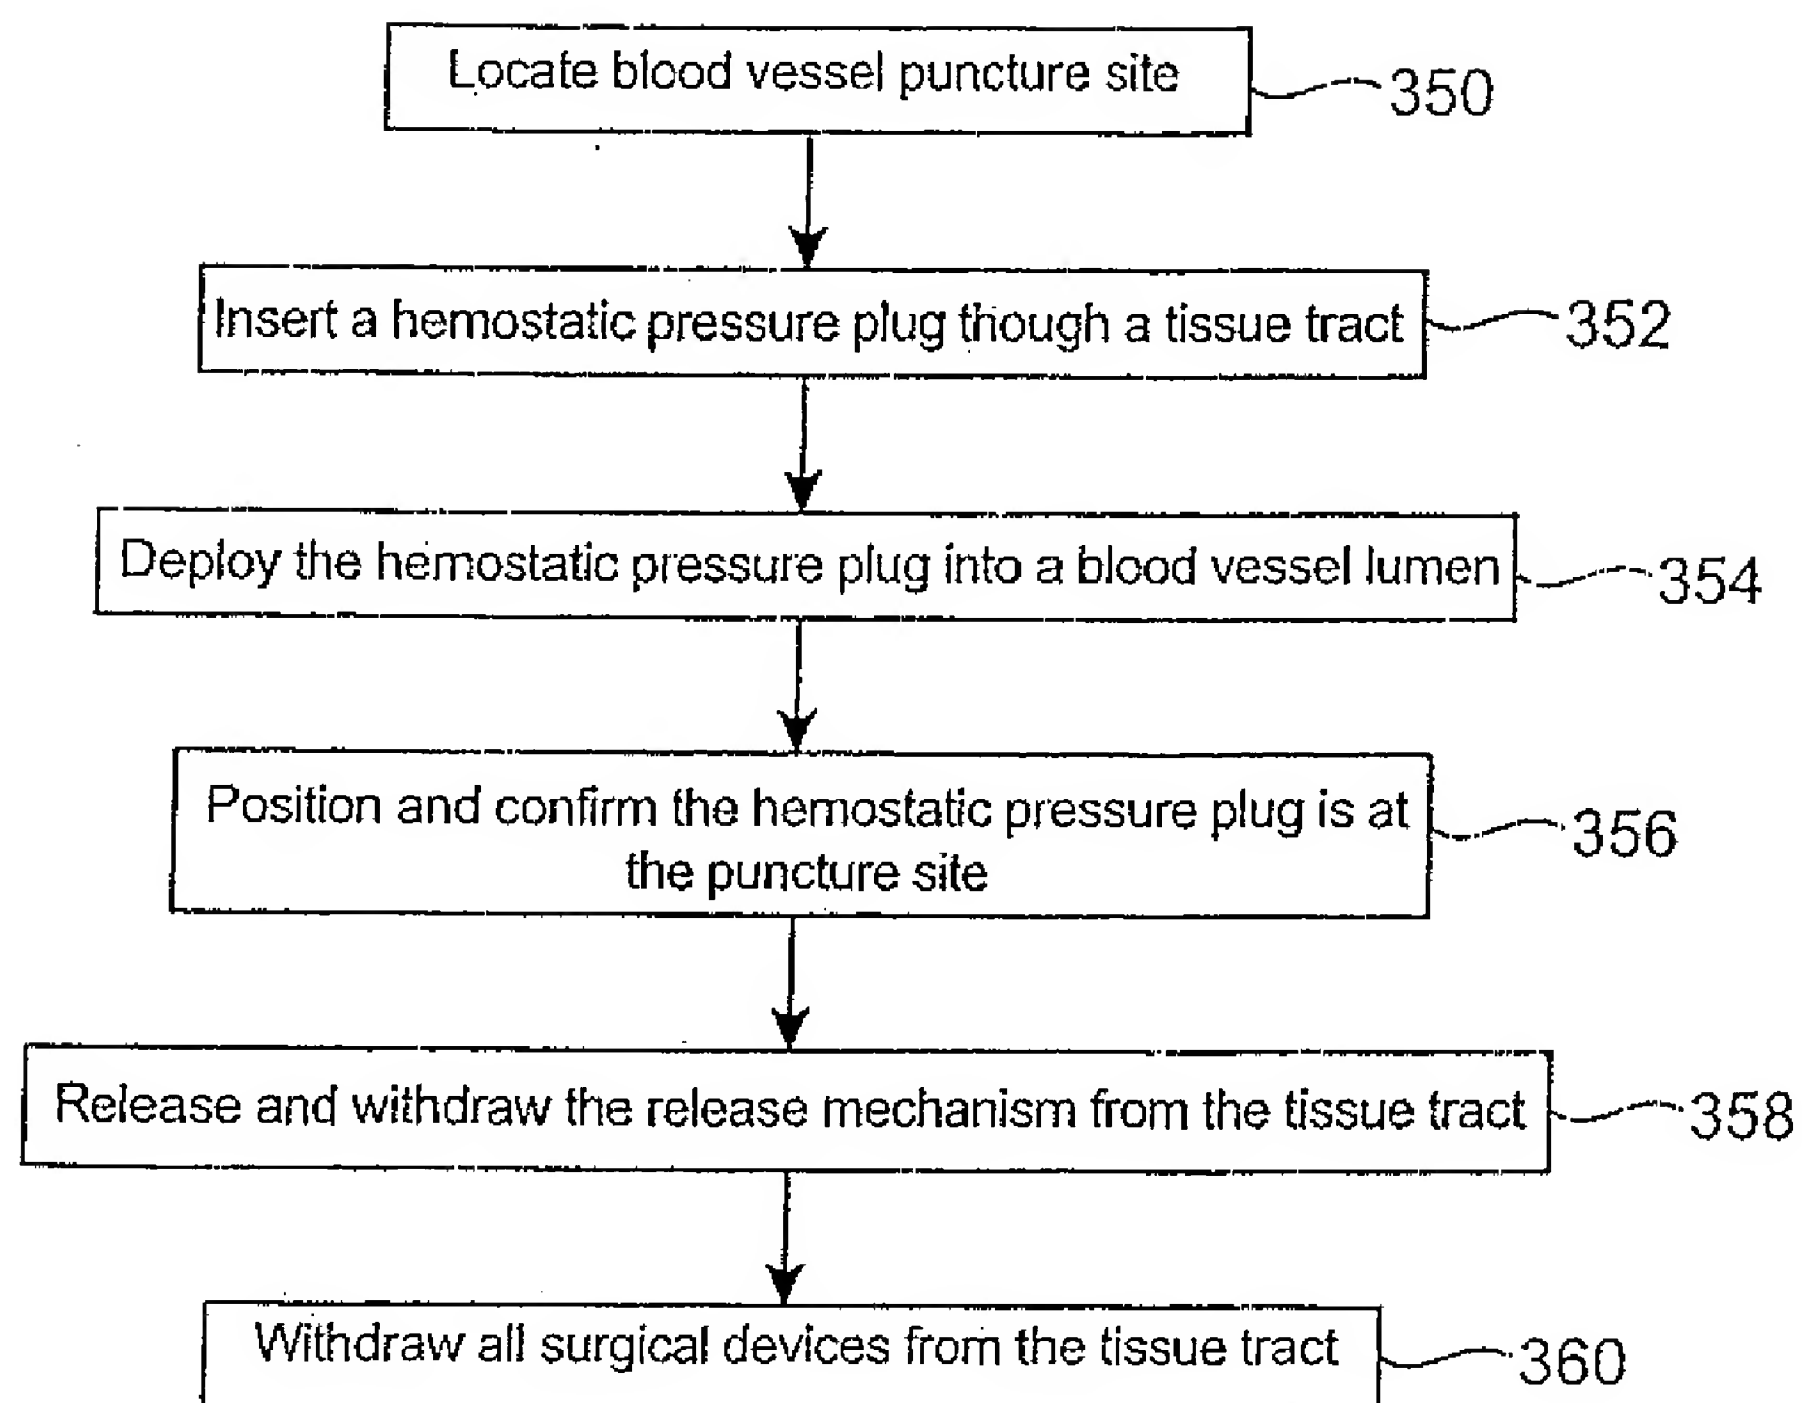 Locate blood vessel puncture site
350
Insert a hemostatic pressure plug though a tissue tract
352
Deploy the hemostatic pressure plug into a blood vessel lumen
354
Position and confirm the hemostatic pressure plug is at
the puncture site
356
Release and withdraw the release mechanism from the tissue tract
358
Withdraw all surgical devices from the tissue tract
360